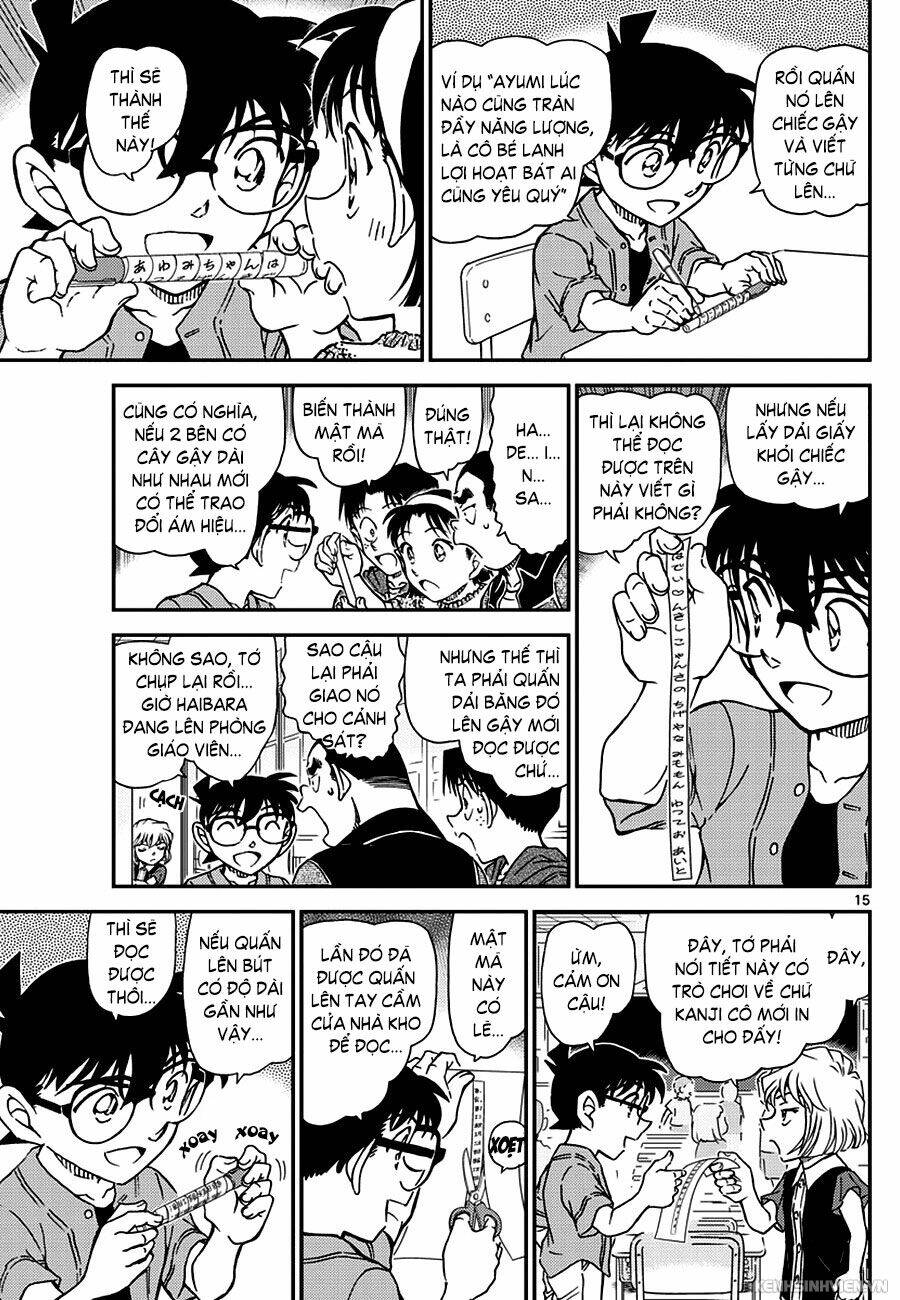 RỒI QUẤN
NÓ LÊN
CHIẾC GẬY
VÀ VIẾT
TỪNG CHỮ
LÊN...
VÍ DỤ "AYUMI LÚC
NÀO CŨNG TRÀN
ĐẦY NĂNG LƯỢNG,
LÀ CÔ BÉ LANH
LỢI HOẠT BÁT AI
CŨNG YÊU QUÝ"
THÌ SẼ
THÀNH
THẾ
NÀY!
あゆみちゃんは
NHƯNG NẾU
LẤY DẢI GIẤY
KHỎI CHIẾC
GẬY...
THÌ LẠI KHÔNG
THỂ ĐỌC
ĐƯỢC TRÊN
NÀY VIẾT GÌ
PHẢI KHÔNG?
HA...
DE... I...
N...
SA...
ĐÚNG
THẬT!
BIẾN THÀNH
MẬT MÃ
RỒI!
CŨNG CÓ NGHĨA,
NẾU 2 BÊN CÓ
CÂY GẬY DÀI
NHƯ NHAU MỚI
CÓ THỂ TRAO
ĐỔI ÁM HIỆU...
NHƯNG THẾ THÌ
TA PHẢI QUẤN
DẢI BĂNG ĐÓ
LÊN GẬY MỚI
ĐỌC ĐƯỢC
CHỨ...
SAO CẬU
LẠI PHẢI
GIAO NÓ
CHO CẢNH
SÁT?
KHÔNG SAO, TỚ
CHỤP LẠI RỒI...
GIỜ HAIBARA
ĐANG LÊN PHÒNG
GIÁO VIÊN...
CẠCH
15
ĐÂY,
ĐÂY, TỚ PHẢI
NÓI TIẾT NÀY CÓ
TRÒ CHƠI VỀ CHỮ
KANJI CÔ MỚI IN
CHO ĐẤY!
ỪM,
CẢM ƠN
CẬU!
MẬT
MÃ NÀY
CÓ
LẼ...
LẦN ĐÓ ĐÃ
ĐƯỢC QUẤN
LÊN TAY CẦM
CỬA NHÀ KHO
ĐỂ ĐỌC...
XOẸT
NẾU QUẤN
LÊN BÚT
CÓ ĐỘ DÀI
GẦN NHƯ
VẬY...
THÌ SẼ
ĐỌC
ĐƯỢC
THÔI...
XOAY
XOAY
KENHSINHVIEN.VN